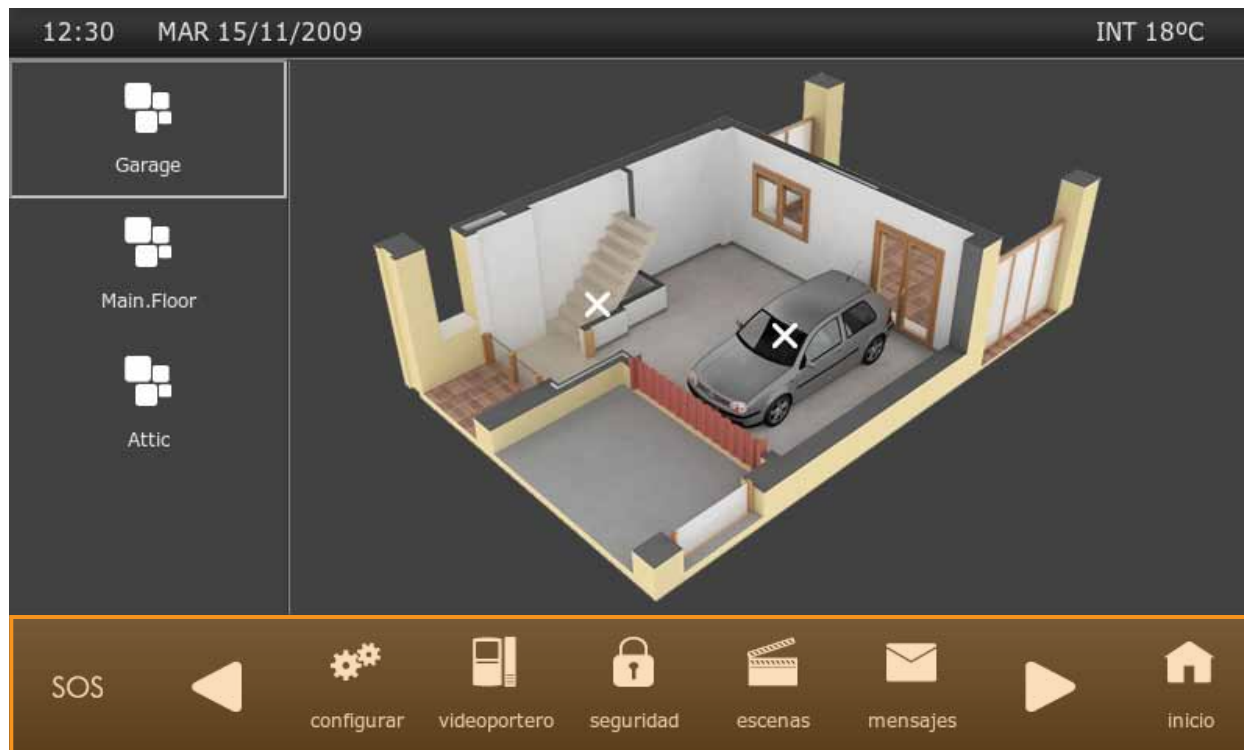 12:30 MAR 15/11/2009 INT 18ºC
Garage
Main.Floor
Attic
SOS
configurar videoportero seguridad escenas mensajes inicio